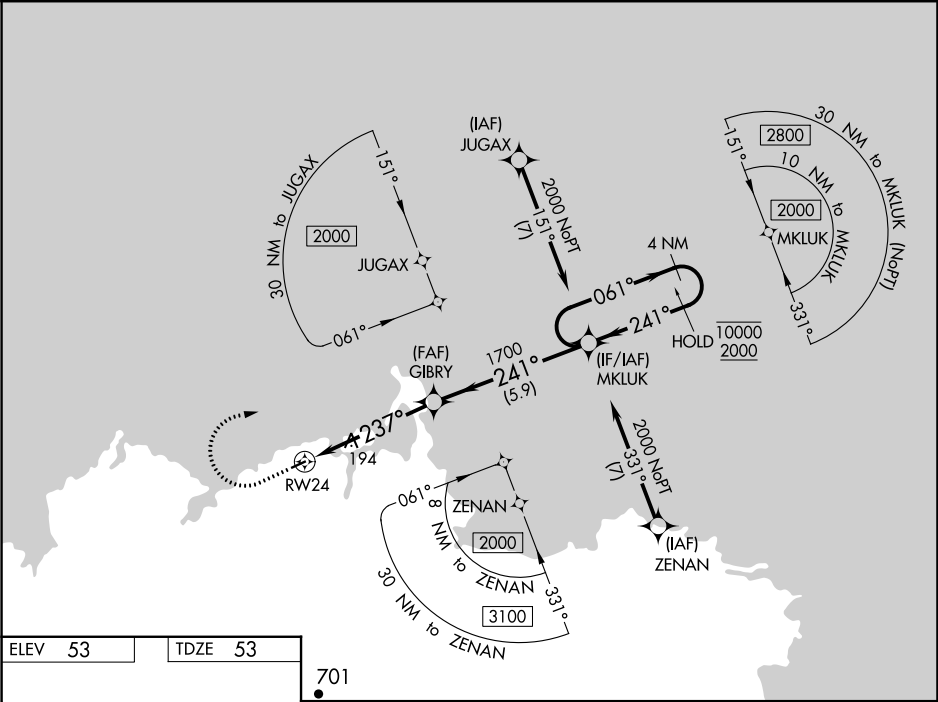 (IAF)
JUGAX
2000 NoPT
151°
(7)
30 NM to JUGAX
151°
2000
JUGAX
061°
30 NM to MKLUK (NoPT)
151°
2800
10 NM to MKLUK
2000
MKLUK
331°
4 NM
061°
241°
HOLD
10000
2000
(IF/IAF)
MKLUK
1700
241°
(5.9)
(FAF)
GIBRY
237°
194
RW24
2000 NoPT
331°
(7)
(IAF)
ZENAN
061°
ZENAN
2000
8 NM to ZENAN
331°
3100
30 NM to ZENAN
ELEV 53
TDZE 53
701